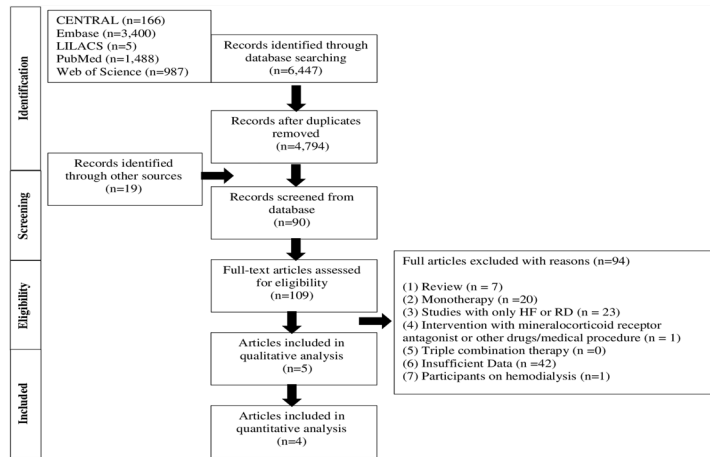 CENTRAL (n=166)
Embase (n=3,400)
LILACS (n=5)
PubMed (n=1,488)
Web of Science (n=987)
Records identified through
database searching
(n=6,447)
Identification
Records after duplicates
removed
(n=4,794)
Records identified
through other sources
(n=19)
Screening
Records screened from
database
(n=90)
Eligibility
Full-text articles assessed
for eligibility
(n=109)
Full articles excluded with reasons (n=94)
(1) Review (n = 7)
(2) Monotherapy (n =20)
(3) Studies with only HF or RD (n = 23)
(4) Intervention with mineralocorticoid receptor
antagonist or other drugs/medical procedure (n = 1)
(5) Triple combination therapy (n =0)
(6) Insufficient Data (n =42)
(7) Participants on hemodialysis (n=1)
Articles included in
qualitative analysis
(n=5)
Included
Articles included in
quantitative analysis
(n=4)